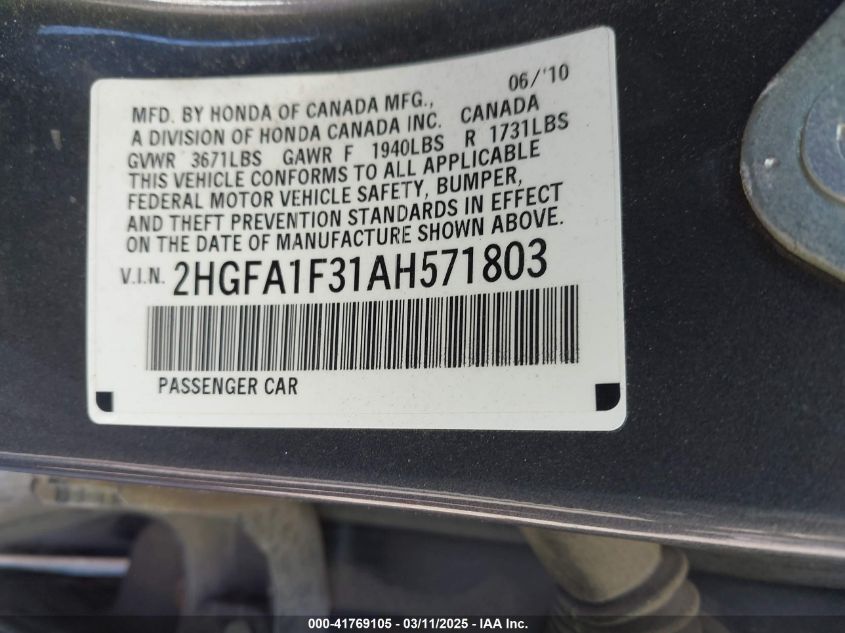 06/'10
MFD. BY HONDA OF CANADA MFG.,
A DIVISION OF HONDA CANADA INC. CANADA
GVWR 3671LBS GAWR F 1940LBS R 1731LBS
THIS VEHICLE CONFORMS TO ALL APPLICABLE
FEDERAL MOTOR VEHICLE SAFETY, BUMPER,
AND THEFT PREVENTION STANDARDS IN EFFECT
ON THE DATE OF MANUFACTURE SHOWN ABOVE.
V.I.N. 2HGFA1F31AH571803
PASSENGER CAR
000-41769105 - 03/11/2025 - IAA Inc.